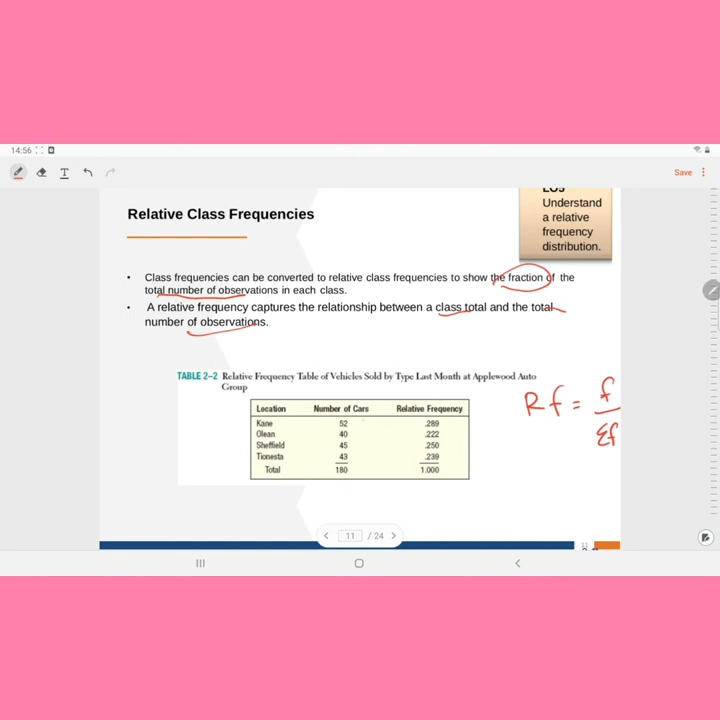 14:56
Save
Relative Class Frequencies
Understand
a relative
frequency
distribution.
• Class frequencies can be converted to relative class frequencies to show the fraction of the
total number of observations in each class.
• A relative frequency captures the relationship between a class total and the total
number of observations.
TABLE 2–2 Relative Frequency Table of Vehicles Sold by Type Last Month at Applewood Auto
Group
Location Number of Cars Relative Frequency
Kane 52 .289
Olean 40 .222
Sheffield 45 .250
Tionesta 43 .239
Total 180 1.000
Rf = f
Σf
11 / 24
11